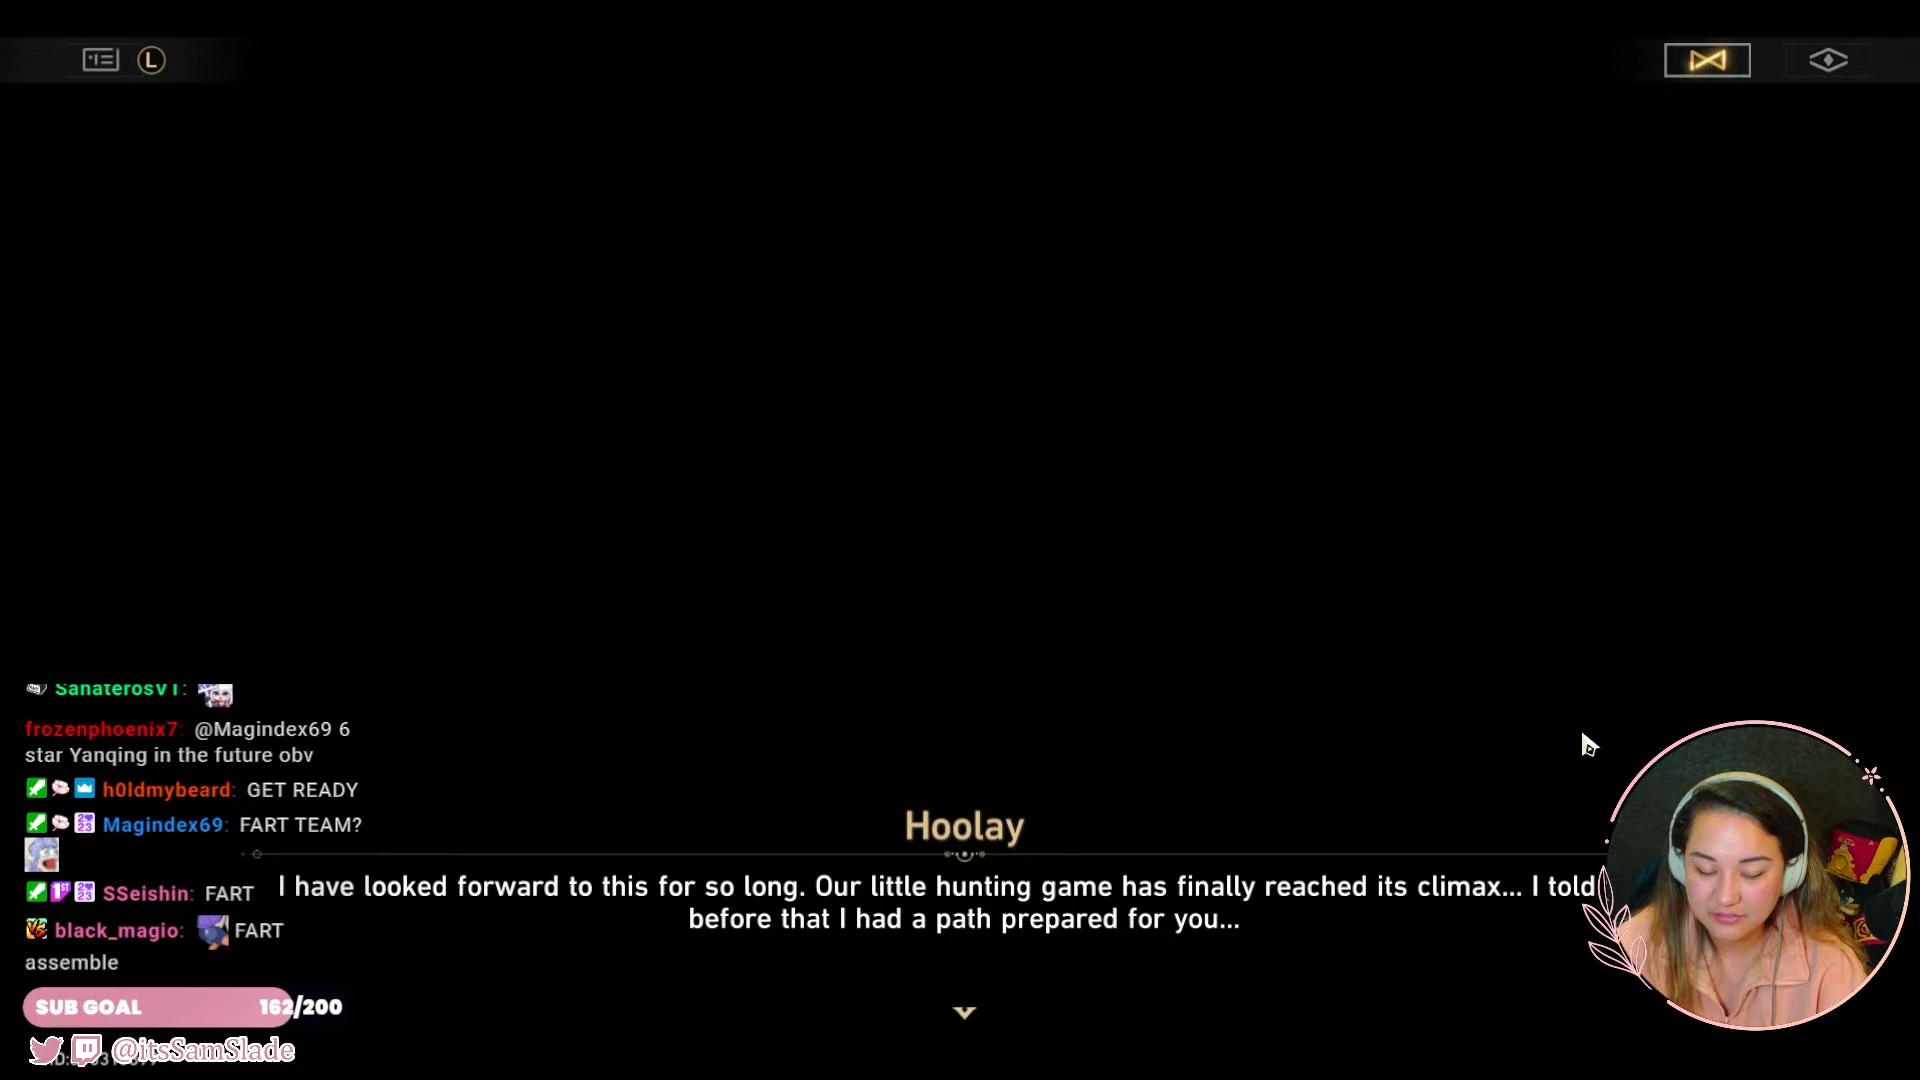 L
SanaterosVT:
frozenphoenix7: @Magindex69 6
star Yanqing in the future obv
h0ldmybeard: GET READY
Magindex69: FART TEAM?
SSeishin: FART
black_magio: FART
assemble
Hoolay
I have looked forward to this for so long. Our little hunting game has finally reached its climax... I told
before that I had a path prepared for you...
SUB GOAL 162/200
@itsSamSlade